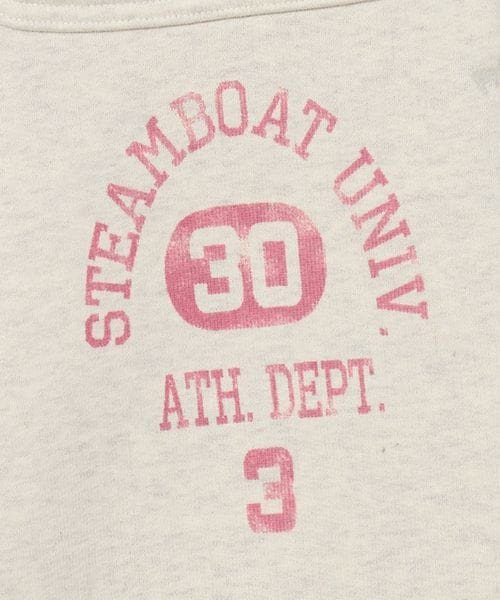 STEAMBOAT UNIV.
30
ATH. DEPT.
3